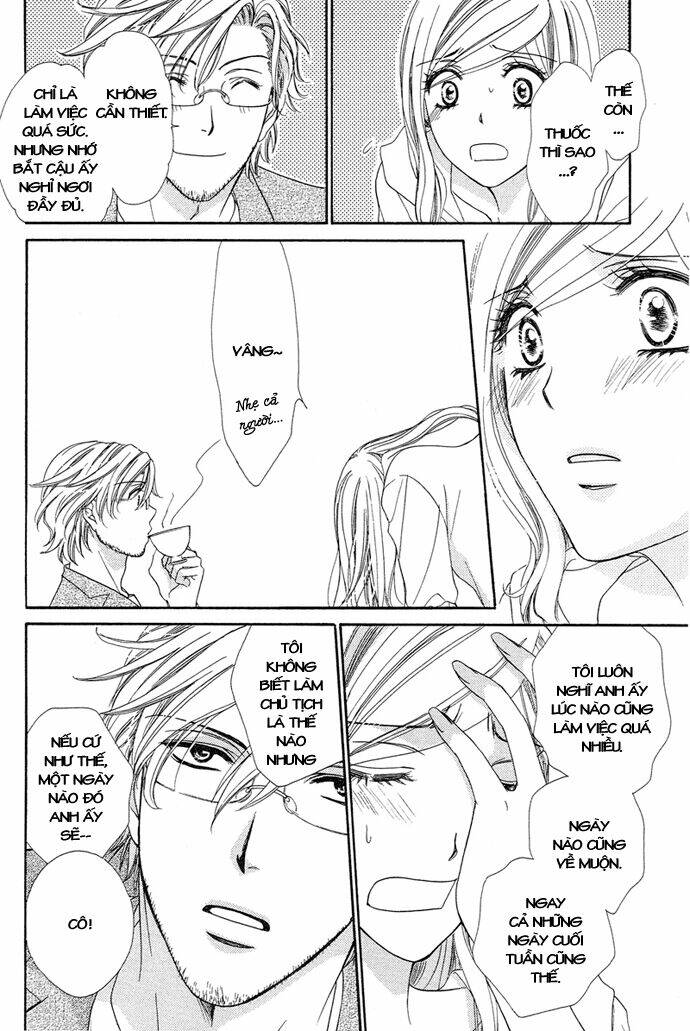 THẾ
CÒN
...
THUỐC
THÌ SAO
...?
KHÔNG
CẦN THIẾT.
CHỈ LÀ
LÀM VIỆC
QUÁ SỨC.
NHƯNG NHỚ
BẮT CẬU ẤY
NGHỈ NGƠI
ĐẦY ĐỦ.
VÂNG~
Nhẹ cả
người...
TÔI LUÔN
NGHĨ ANH ẤY
LÚC NÀO CŨNG
LÀM VIỆC QUÁ
NHIỀU.
NGÀY
NÀO CŨNG
VỀ MUỘN.
NGAY
CẢ NHỮNG
NGÀY CUỐI
TUẦN CŨNG
THẾ.
TÔI
KHÔNG
BIẾT LÀM
CHỦ TỊCH
LÀ THẾ
NÀO
NHƯNG
NẾU CỨ
NHƯ THẾ,
MỘT NGÀY
NÀO ĐÓ
ANH ẤY
SẼ--
CÔ!